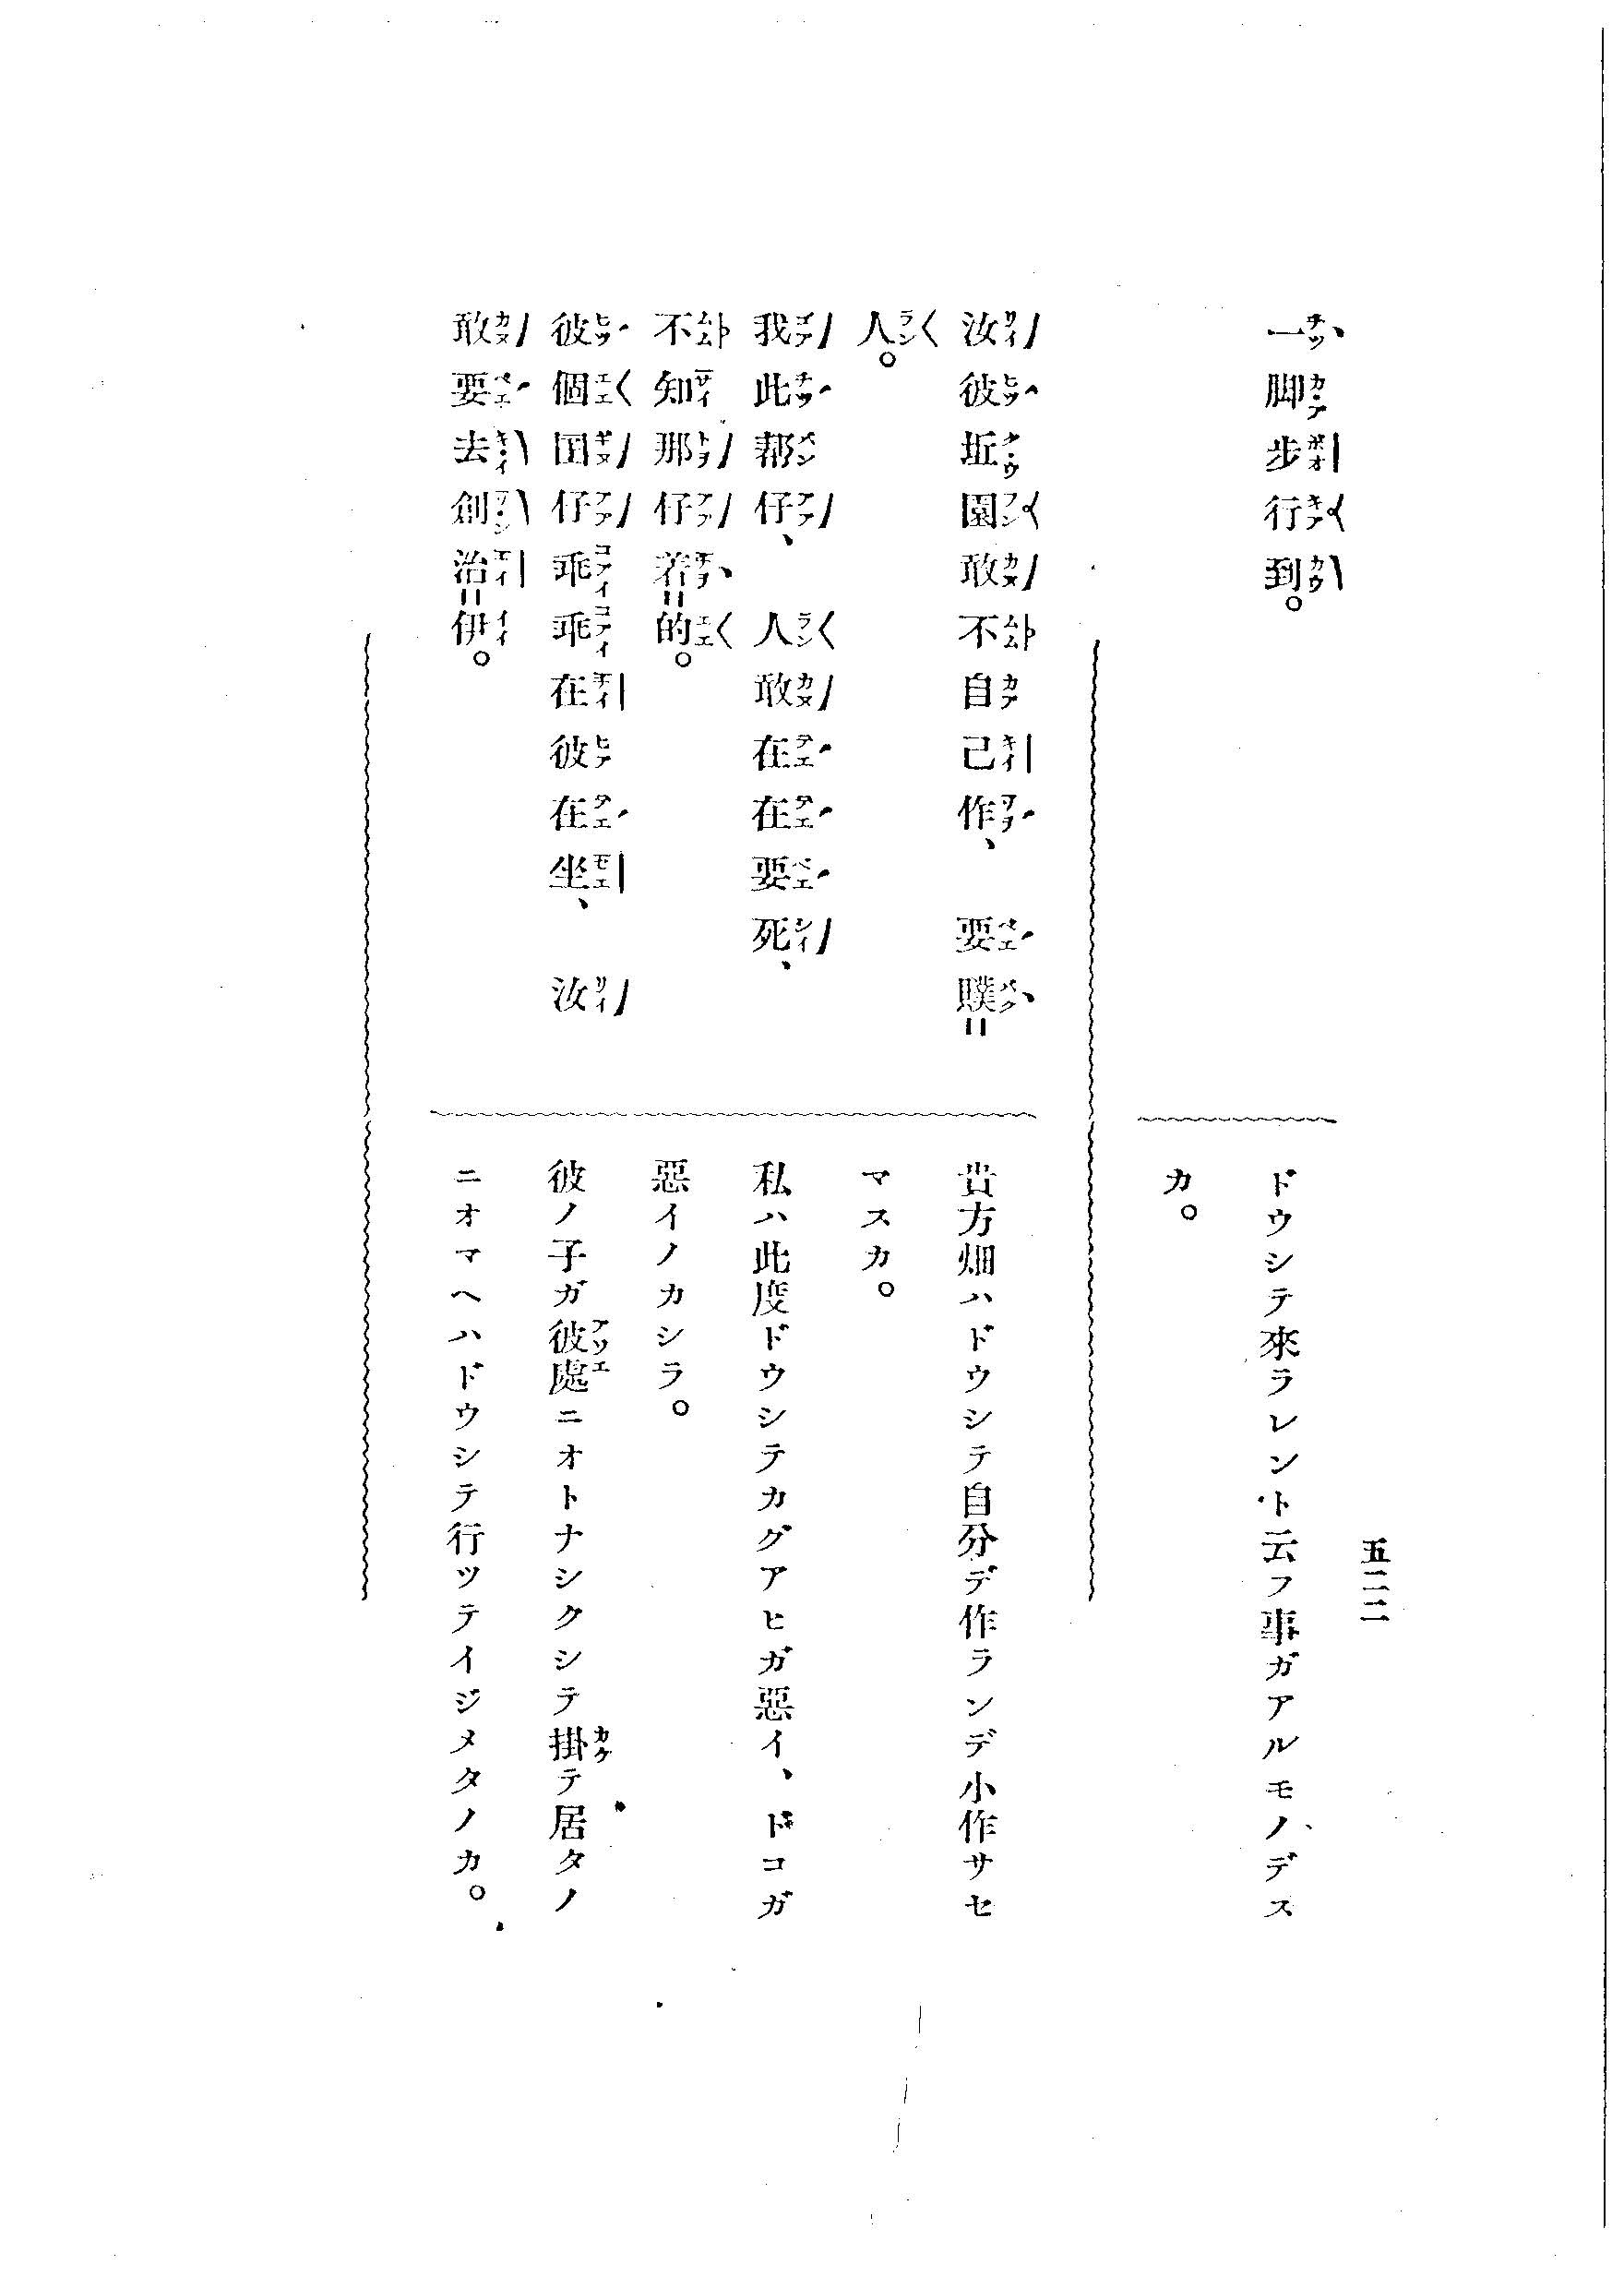 五二二
一脚步行到。
ドウシテ來ラレント云フ事ガアルモノデス
カ。
汝彼坵園敢不自己作、要贌=
人。
貴方畑ハドウシテ自分デ作ランデ小作サセ
マスカ。
我此帮仔、人敢在在要死、
不知那仔若=的。
私ハ此度ドウシテカグアヒガ惡イ、ドコガ
惡イノカシラ。
彼個囝仔乖乖在彼在坐、汝
敢要去創治=伊。
彼ノ子ガ彼處ニオトナシクシテ掛テ居タノ
ニオマヘハドウシテ行ツテイジメタノカ。